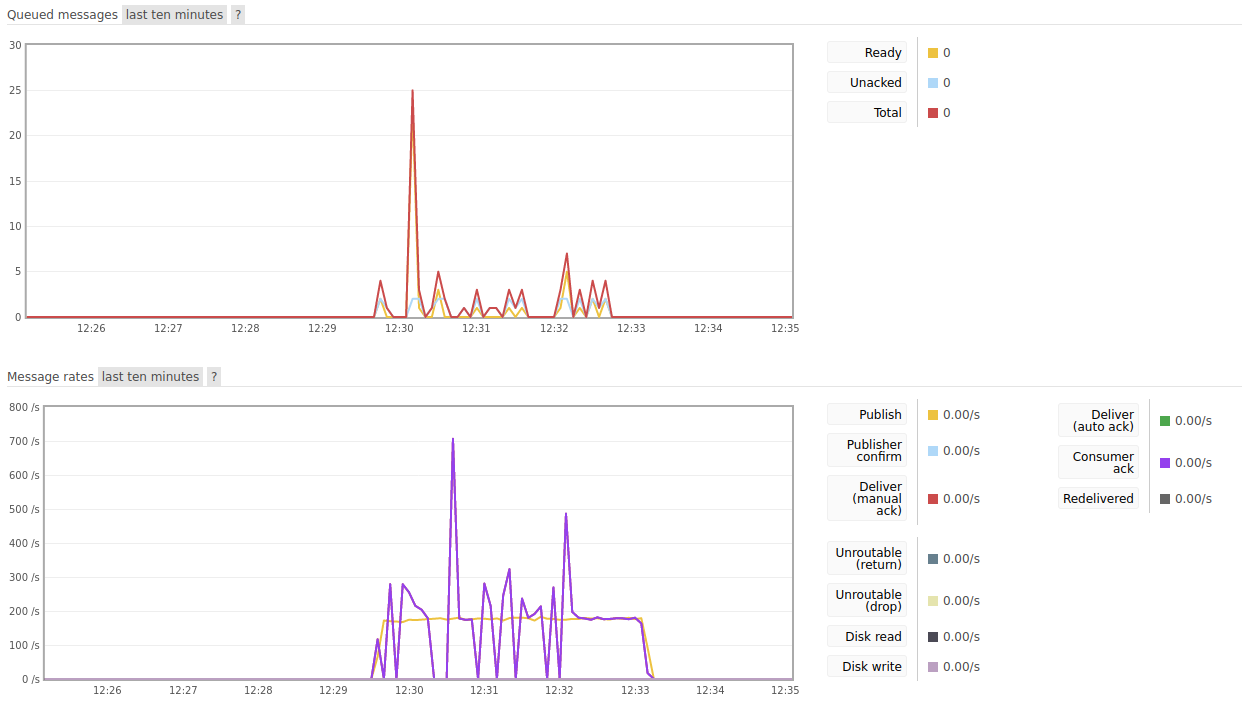 Queued messages last ten minutes ?
30
25
20
15
10
5
0
12:26 12:27 12:28 12:29 12:30 12:31 12:32 12:33 12:34 12:35
Ready 0
Unacked 0
Total 0
Message rates last ten minutes ?
800 /s
700 /s
600 /s
500 /s
400 /s
300 /s
200 /s
100 /s
0 /s
12:26 12:27 12:28 12:29 12:30 12:31 12:32 12:33 12:34 12:35
Publish 0.00/s
Publisher
confirm 0.00/s
Deliver
(manual 0.00/s
ack)
Unroutable
(return) 0.00/s
Unroutable
(drop) 0.00/s
Disk read 0.00/s
Disk write 0.00/s
Deliver
(auto ack) 0.00/s
Consumer
ack 0.00/s
Redelivered 0.00/s